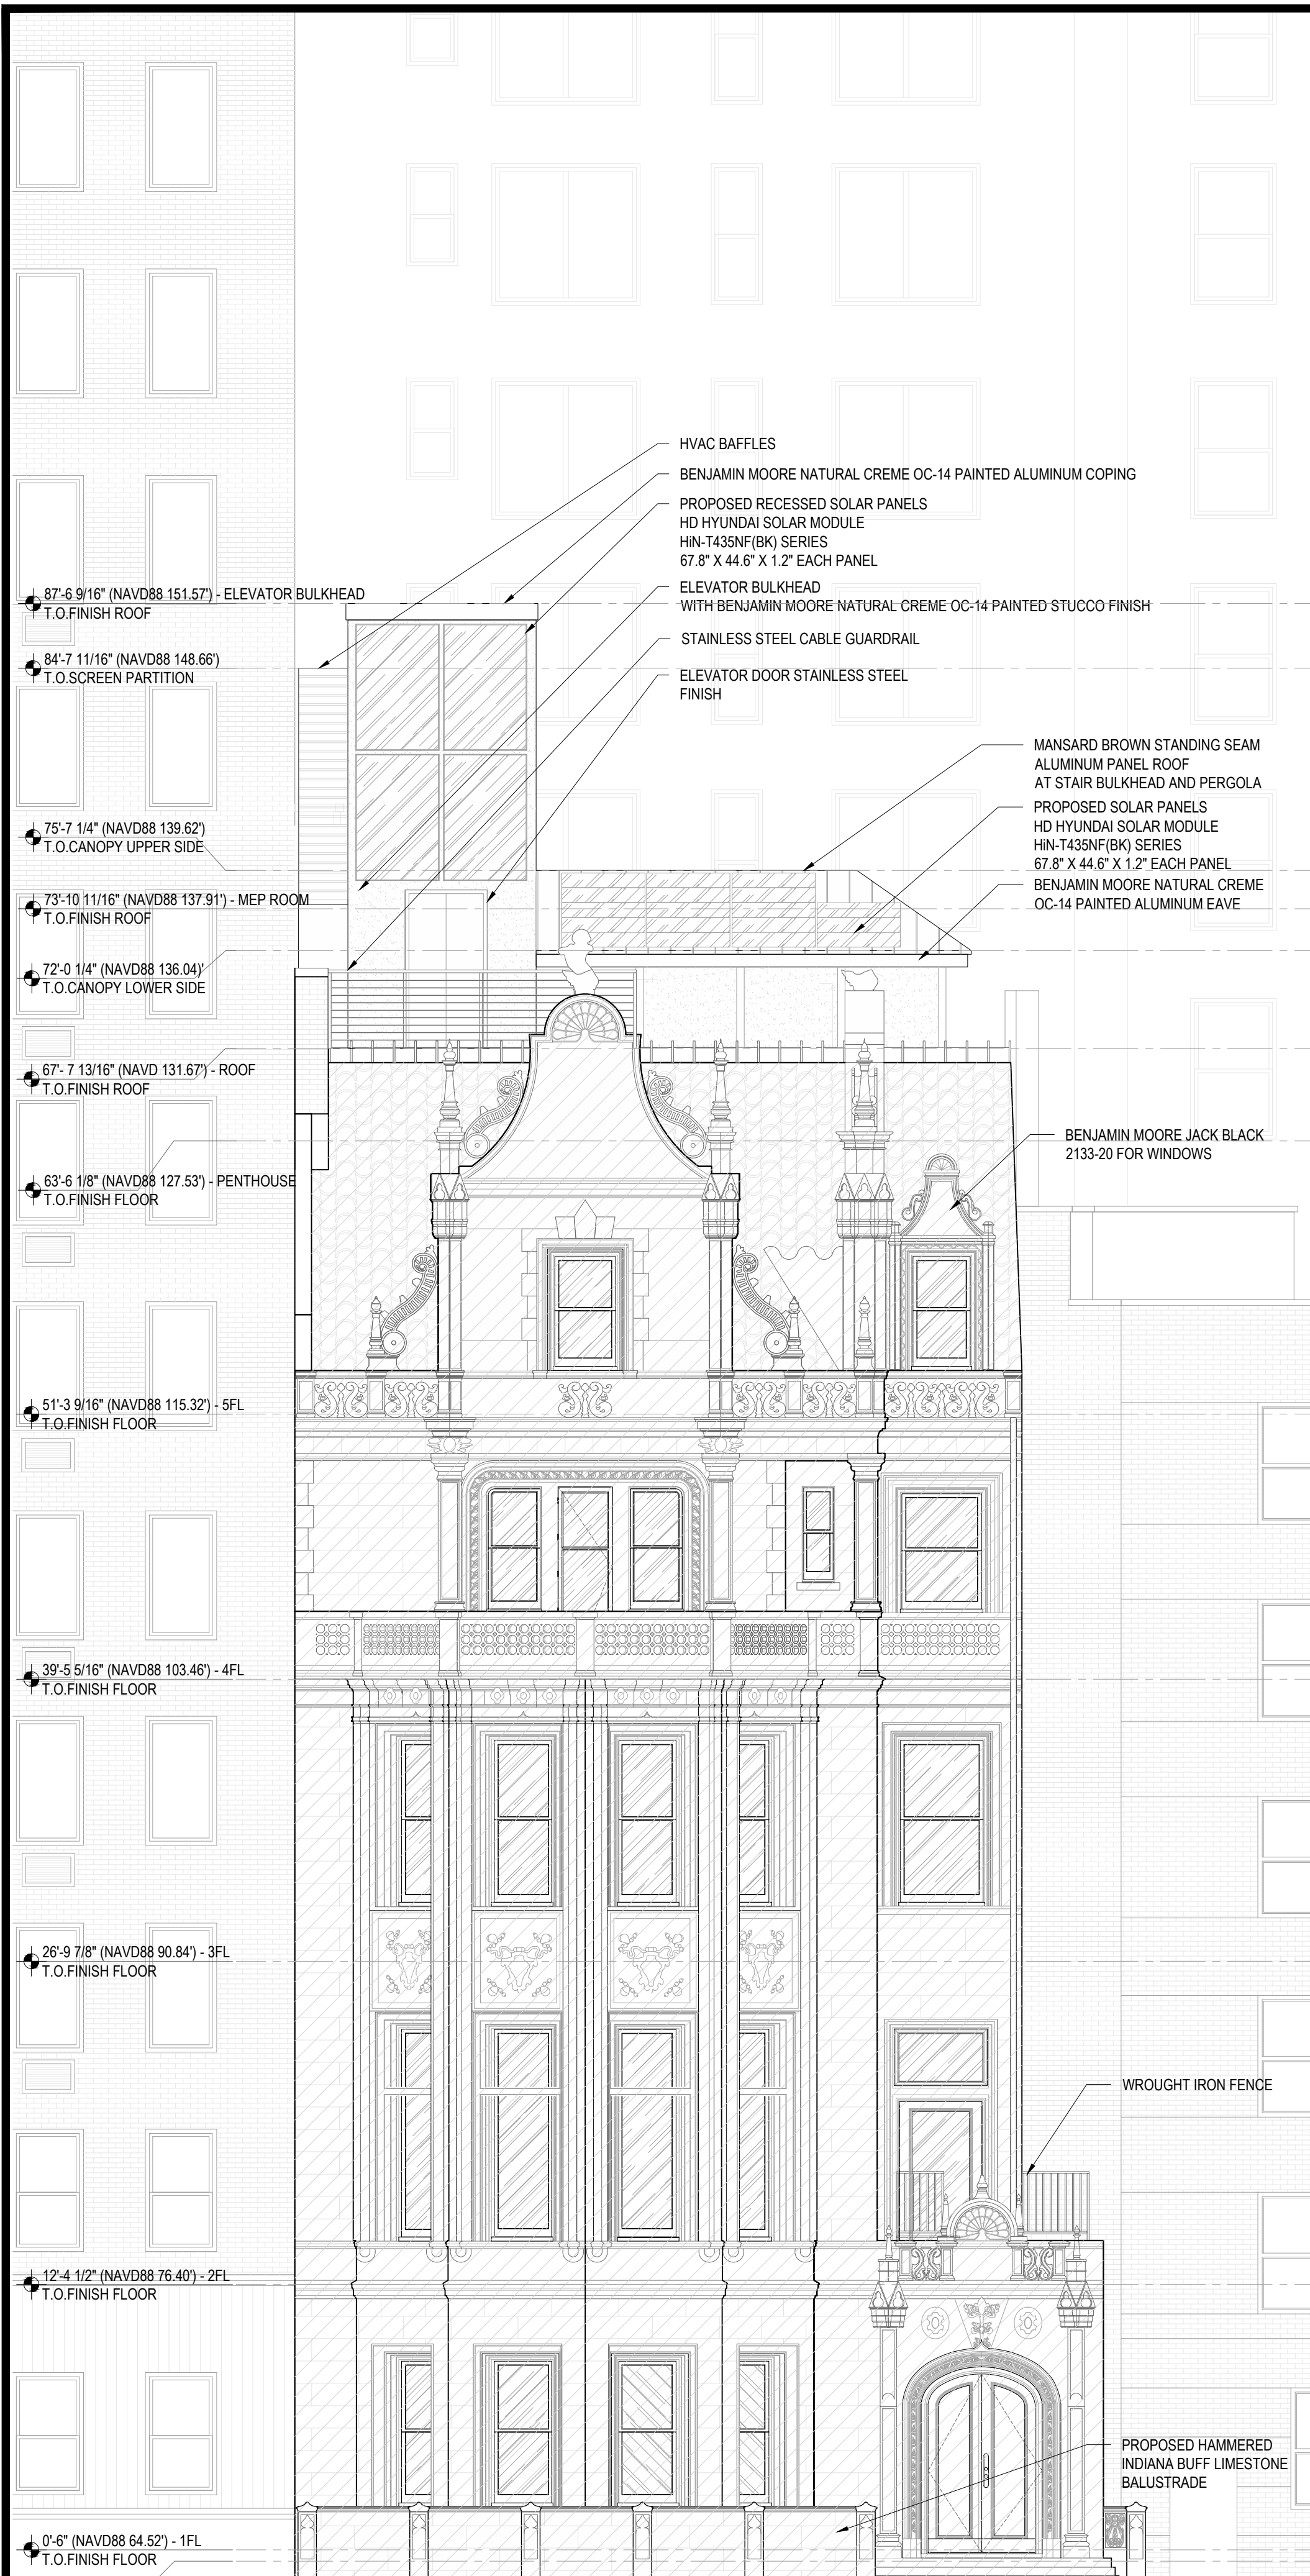 HVAC BAFFLES
BENJAMIN MOORE NATURAL CREME OC-14 PAINTED ALUMINUM COPING
PROPOSED RECESSED SOLAR PANELS
HD HYUNDAI SOLAR MODULE
HiN-T435NF(BK) SERIES
67.8" X 44.6" X 1.2" EACH PANEL
ELEVATOR BULKHEAD
WITH BENJAMIN MOORE NATURAL CREME OC-14 PAINTED STUCCO FINISH
STAINLESS STEEL CABLE GUARDRAIL
ELEVATOR DOOR STAINLESS STEEL
FINISH
MANSARD BROWN STANDING SEAM
ALUMINUM PANEL ROOF
AT STAIR BULKHEAD AND PERGOLA
PROPOSED SOLAR PANELS
HD HYUNDAI SOLAR MODULE
HiN-T435NF(BK) SERIES
67.8" X 44.6" X 1.2" EACH PANEL
BENJAMIN MOORE NATURAL CREME
OC-14 PAINTED ALUMINUM EAVE
87'-6 9/16" (NAVD88 151.57') - ELEVATOR BULKHEAD
T.O.FINISH ROOF
84'-7 11/16" (NAVD88 148.66')
T.O.SCREEN PARTITION
75'-7 1/4" (NAVD88 139.62')
T.O.CANOPY UPPER SIDE
73'-10 11/16" (NAVD88 137.91') - MEP ROOM
T.O.FINISH ROOF
72'-0 1/4" (NAVD88 136.04)'
T.O.CANOPY LOWER SIDE
67'- 7 13/16" (NAVD 131.67') - ROOF
T.O.FINISH ROOF
BENJAMIN MOORE JACK BLACK
2133-20 FOR WINDOWS
63'-6 1/8" (NAVD88 127.53') - PENTHOUSE
T.O.FINISH FLOOR
51'-3 9/16" (NAVD88 115.32') - 5FL
T.O.FINISH FLOOR
39'-5 5/16" (NAVD88 103.46') - 4FL
T.O.FINISH FLOOR
26'-9 7/8" (NAVD88 90.84') - 3FL
T.O.FINISH FLOOR
WROUGHT IRON FENCE
12'-4 1/2" (NAVD88 76.40') - 2FL
T.O.FINISH FLOOR
PROPOSED HAMMERED
INDIANA BUFF LIMESTONE
BALUSTRADE
0'-6" (NAVD88 64.52') - 1FL
T.O.FINISH FLOOR